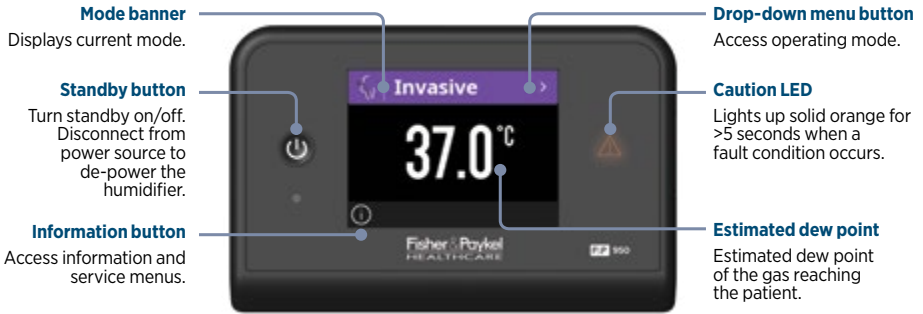 Mode banner
Displays current mode.
Standby button
Turn standby on/off.
Disconnect from
power source to
de-power the
humidifier.
Information button
Access information and
service menus.
Invasive >
37.0°C
Fisher & Paykel
HEALTHCARE
F&P 950
Drop-down menu button
Access operating mode.
Caution LED
Lights up solid orange for
>5 seconds when a
fault condition occurs.
Estimated dew point
Estimated dew point
of the gas reaching
the patient.